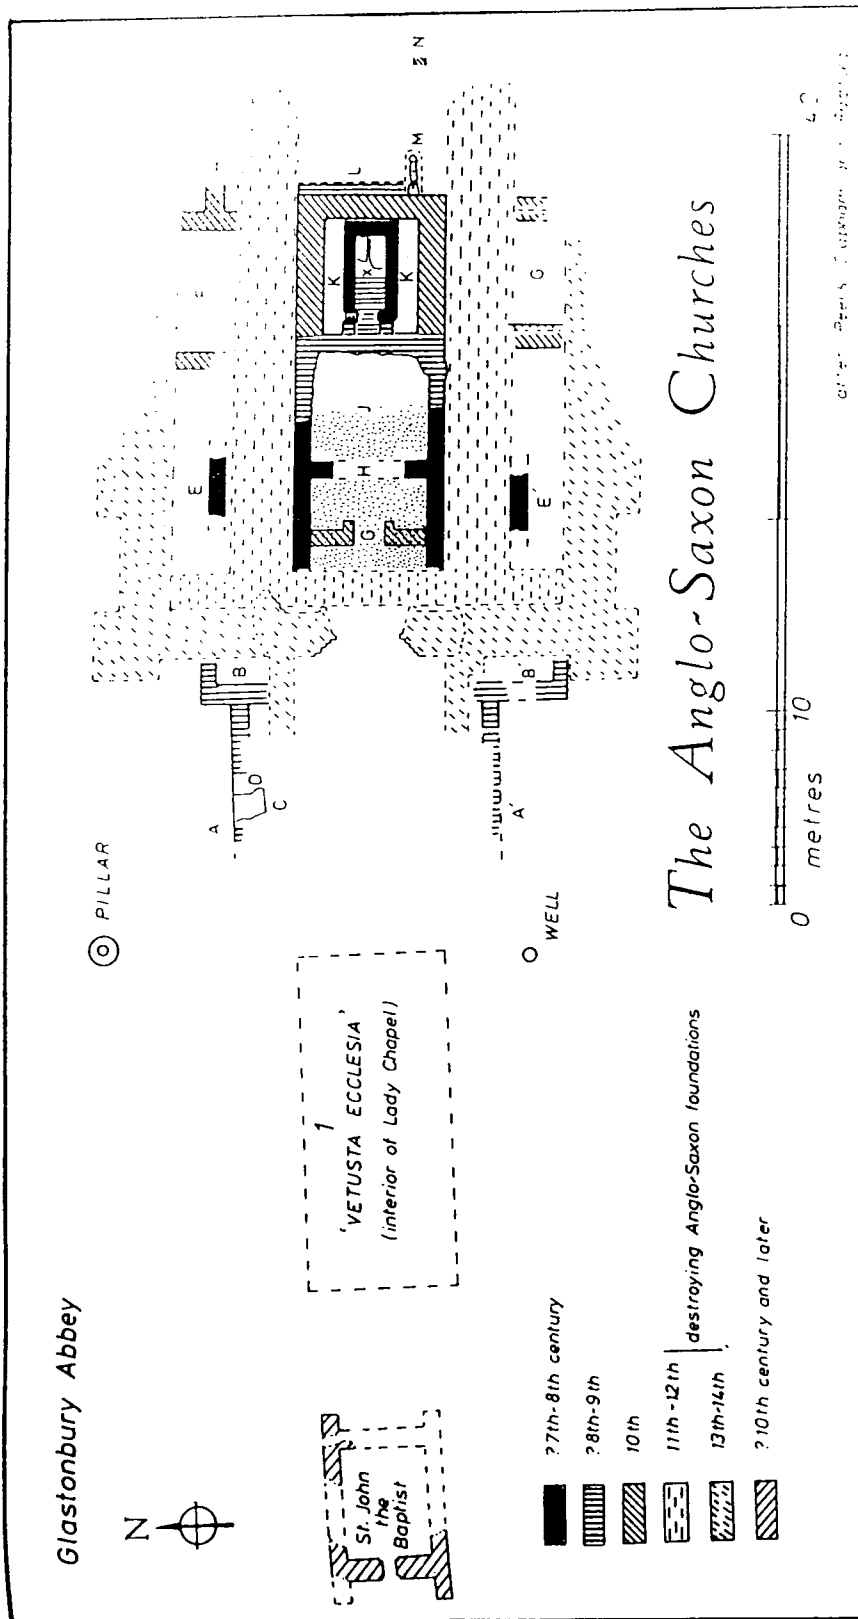 Glastonbury Abbey
N
PILLAR
St. John
the
Baptist
1
'VETUSTA ECCLESIA'
(interior of Lady Chapel)
WELL
A
B
C
D
E
G
H
J
K
K
X
L
M
N
A'
B'
E'
G
?7th-8th century
?8th-9th
10th
11th-12th
13th-14th
destroying Anglo-Saxon foundations
?10th century and later
The Anglo-Saxon Churches
0
10
metres
after Peers